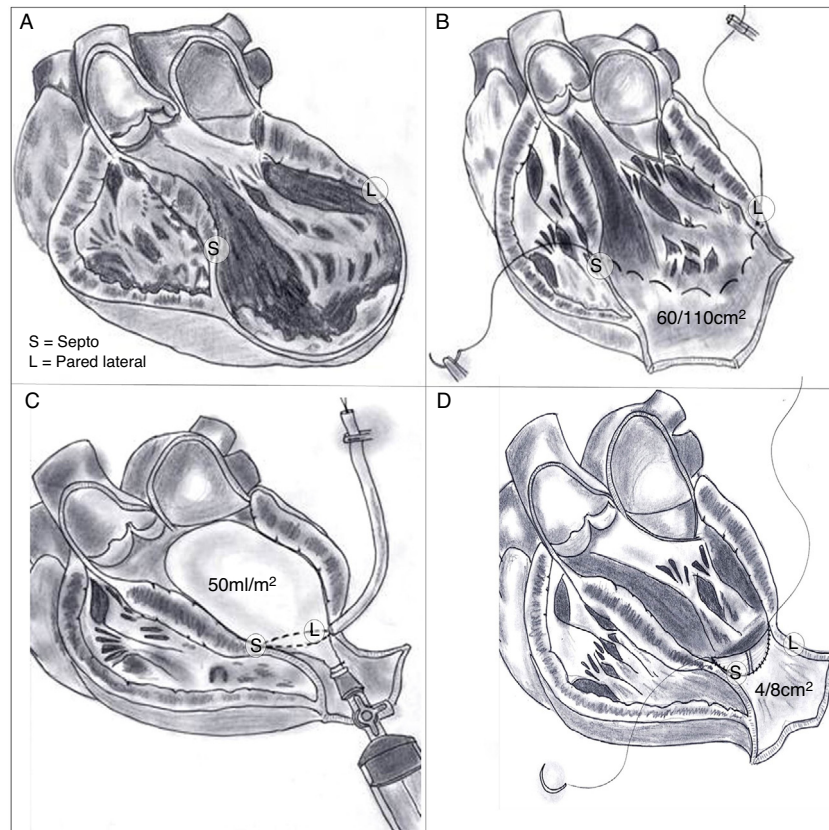 A
S
L
S = Septo
L = Pared lateral
B
L
S
60/110cm²
C
50ml/m²
L
S
D
L
S
4/8cm²